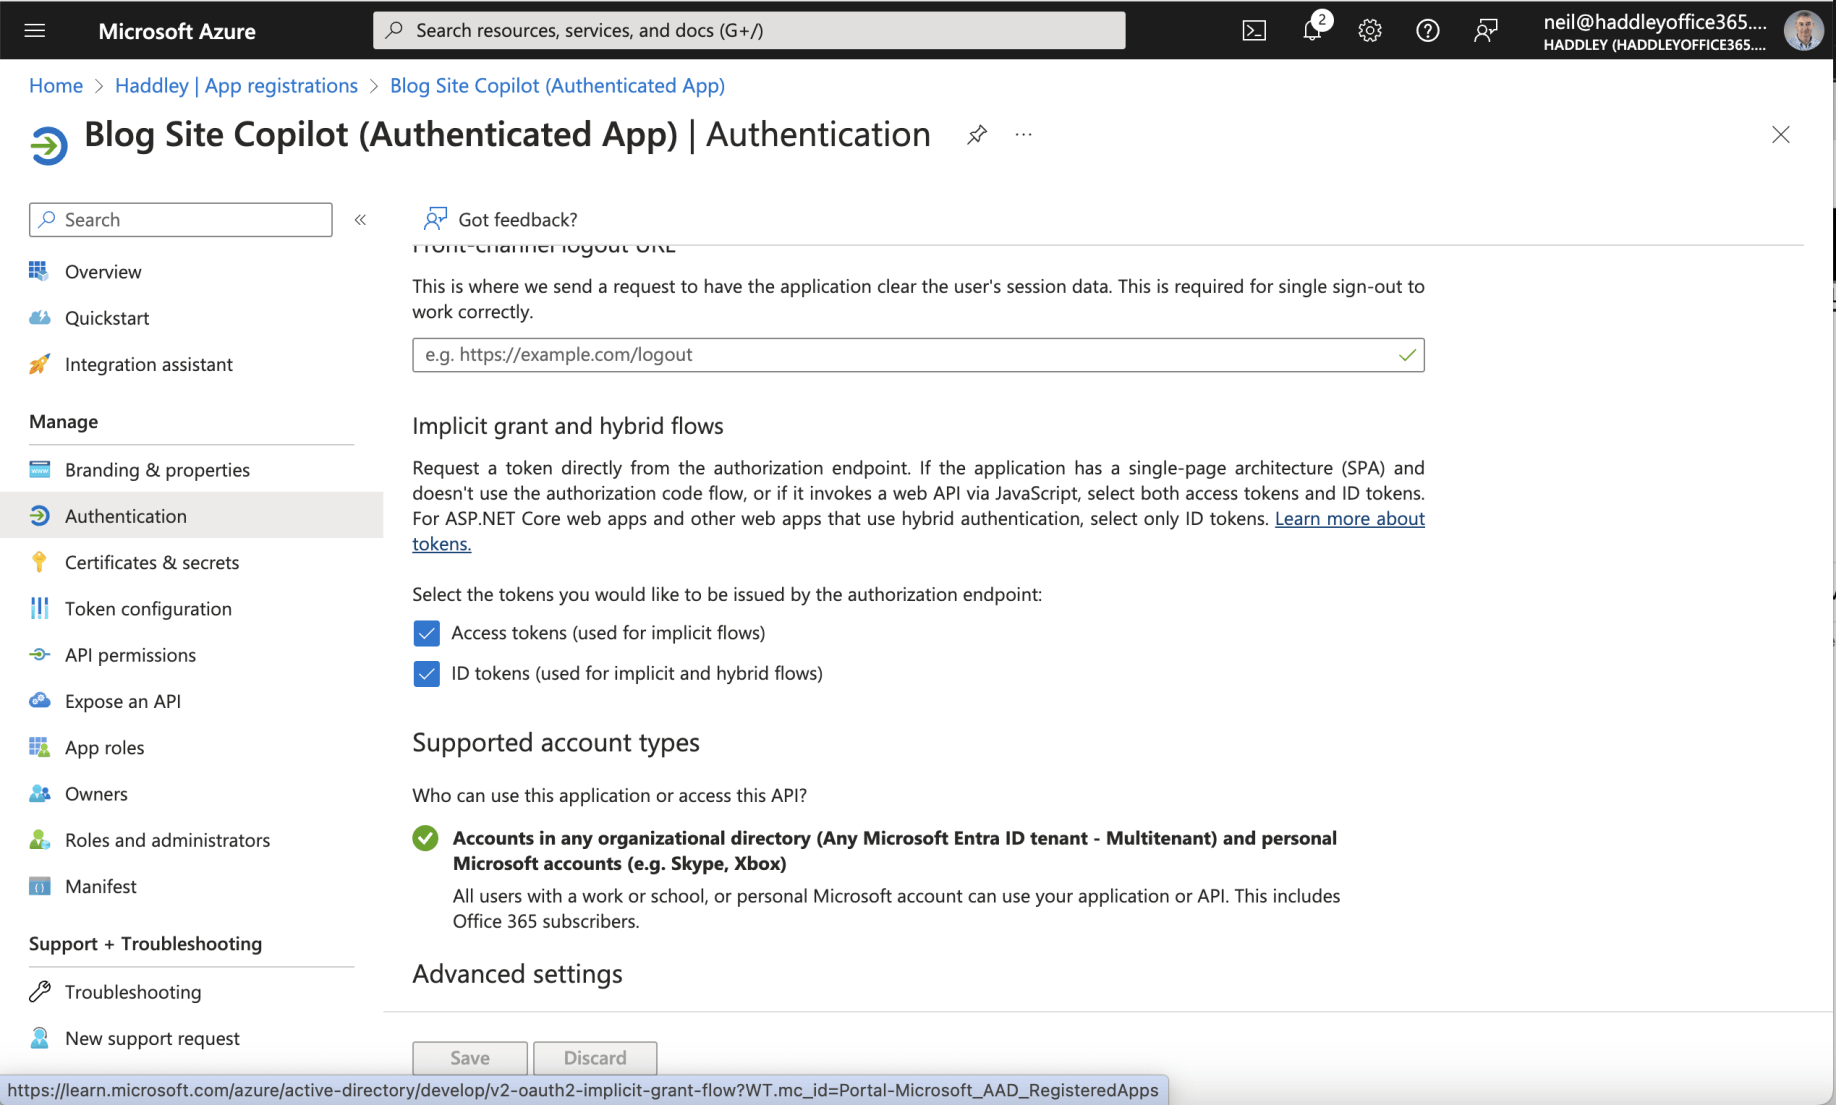 Microsoft Azure
Search resources, services, and docs (G+/)
2
neil@haddleyoffice365....
HADDLEY (HADDLEYOFFICE365....
Home > Haddley | App registrations > Blog Site Copilot (Authenticated App)
Blog Site Copilot (Authenticated App) | Authentication
Search
Got feedback?
Overview
Quickstart
Integration assistant
Manage
Branding & properties
Authentication
Certificates & secrets
Token configuration
API permissions
Expose an API
App roles
Owners
Roles and administrators
Manifest
Support + Troubleshooting
Troubleshooting
New support request
Front-channel logout URL
This is where we send a request to have the application clear the user's session data. This is required for single sign-out to
work correctly.
e.g. https://example.com/logout
Implicit grant and hybrid flows
Request a token directly from the authorization endpoint. If the application has a single-page architecture (SPA) and
doesn't use the authorization code flow, or if it invokes a web API via JavaScript, select both access tokens and ID tokens.
For ASP.NET Core web apps and other web apps that use hybrid authentication, select only ID tokens. Learn more about
tokens.
Select the tokens you would like to be issued by the authorization endpoint:
Access tokens (used for implicit flows)
ID tokens (used for implicit and hybrid flows)
Supported account types
Who can use this application or access this API?
Accounts in any organizational directory (Any Microsoft Entra ID tenant - Multitenant) and personal
Microsoft accounts (e.g. Skype, Xbox)
All users with a work or school, or personal Microsoft account can use your application or API. This includes
Office 365 subscribers.
Advanced settings
Save
Discard
https://learn.microsoft.com/azure/active-directory/develop/v2-oauth2-implicit-grant-flow?WT.mc_id=Portal-Microsoft_AAD_RegisteredApps